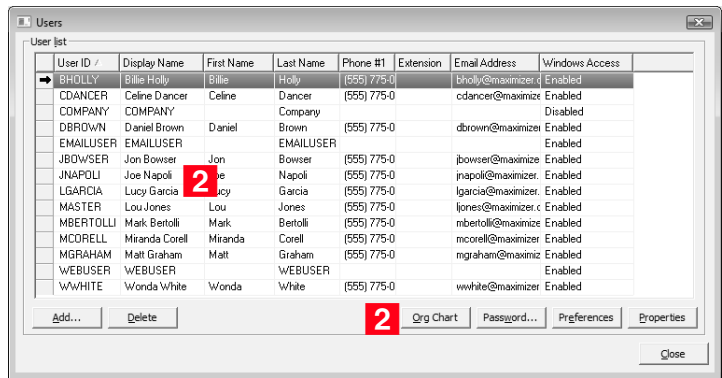 Users
User list
User ID Display Name First Name Last Name Phone #1 Extension Email Address Windows Access
BHOLLY Billie Holly Billie Holly (555) 775-0 bholly@maximizer.c Enabled
CDANCER Celine Dancer Celine Dancer (555) 775-0 cdancer@maximize Enabled
COMPANY COMPANY Company Disabled
DBROWN Daniel Brown Daniel Brown (555) 775-0 dbrown@maximizer Enabled
EMAILUSER EMAILUSER EMAILUSER Enabled
JBOWSER Jon Bowser Jon Bowser (555) 775-0 jbowser@maximize Enabled
JNAPOLI Joe Napoli 2 oe Napoli (555) 775-0 jnapoli@maximizer. Enabled
LGARCIA Lucy Garcia ucy Garcia (555) 775-0 lgarcia@maximizer. Enabled
MASTER Lou Jones Lou Jones (555) 775-0 ljones@maximizer.c Enabled
MBERTOLLI Mark Bertolli Mark Bertolli (555) 775-0 mbertolli@maximize Enabled
MCORELL Miranda Corell Miranda Corell (555) 775-0 mcorell@maximizer Enabled
MGRAHAM Matt Graham Matt Graham (555) 775-0 mgraham@maximiz Enabled
WEBUSER WEBUSER WEBUSER Enabled
WWHITE Wonda White Wonda White (555) 775-0 wwhite@maximizer Enabled
Add... Delete 2 Org Chart Password... Preferences Properties
Close